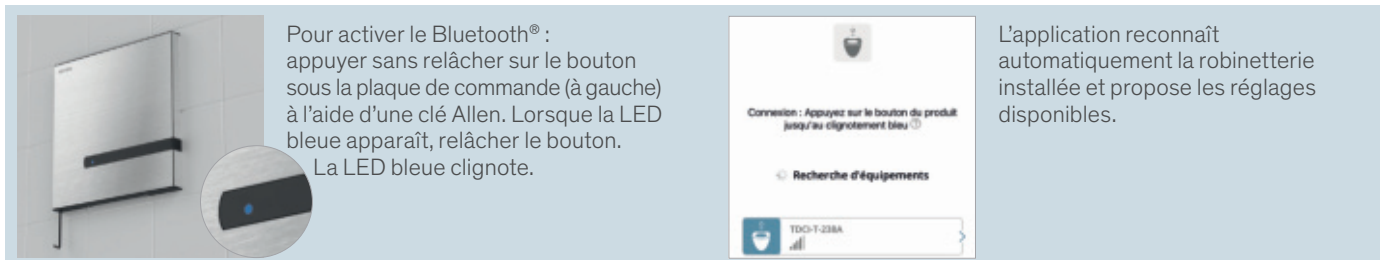 Pour activer le Bluetooth® :
appuyer sans relâcher sur le bouton
sous la plaque de commande (à gauche)
à l’aide d’une clé Allen. Lorsque la LED
bleue apparaît, relâcher le bouton.
La LED bleue clignote.
Connexion : Appuyez sur le bouton du produit
jusqu'au clignotement bleu ?
Recherche d'équipements
TDCI-T-238A
L’application reconnaît
automatiquement la robinetterie
installée et propose les réglages
disponibles.